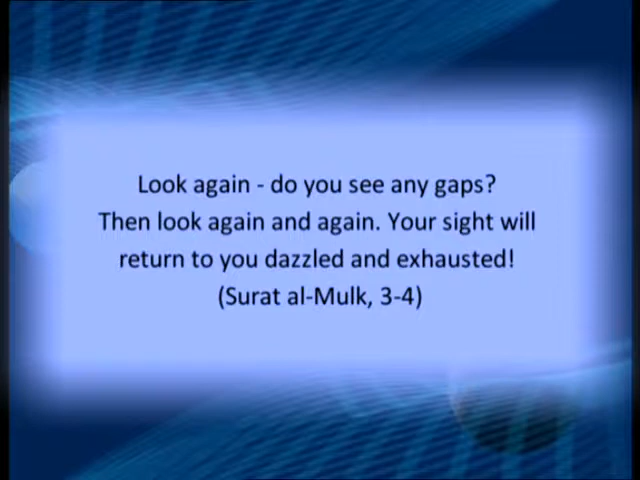 Look again - do you see any gaps?
Then look again and again. Your sight will
return to you dazzled and exhausted!
(Surat al-Mulk, 3-4)